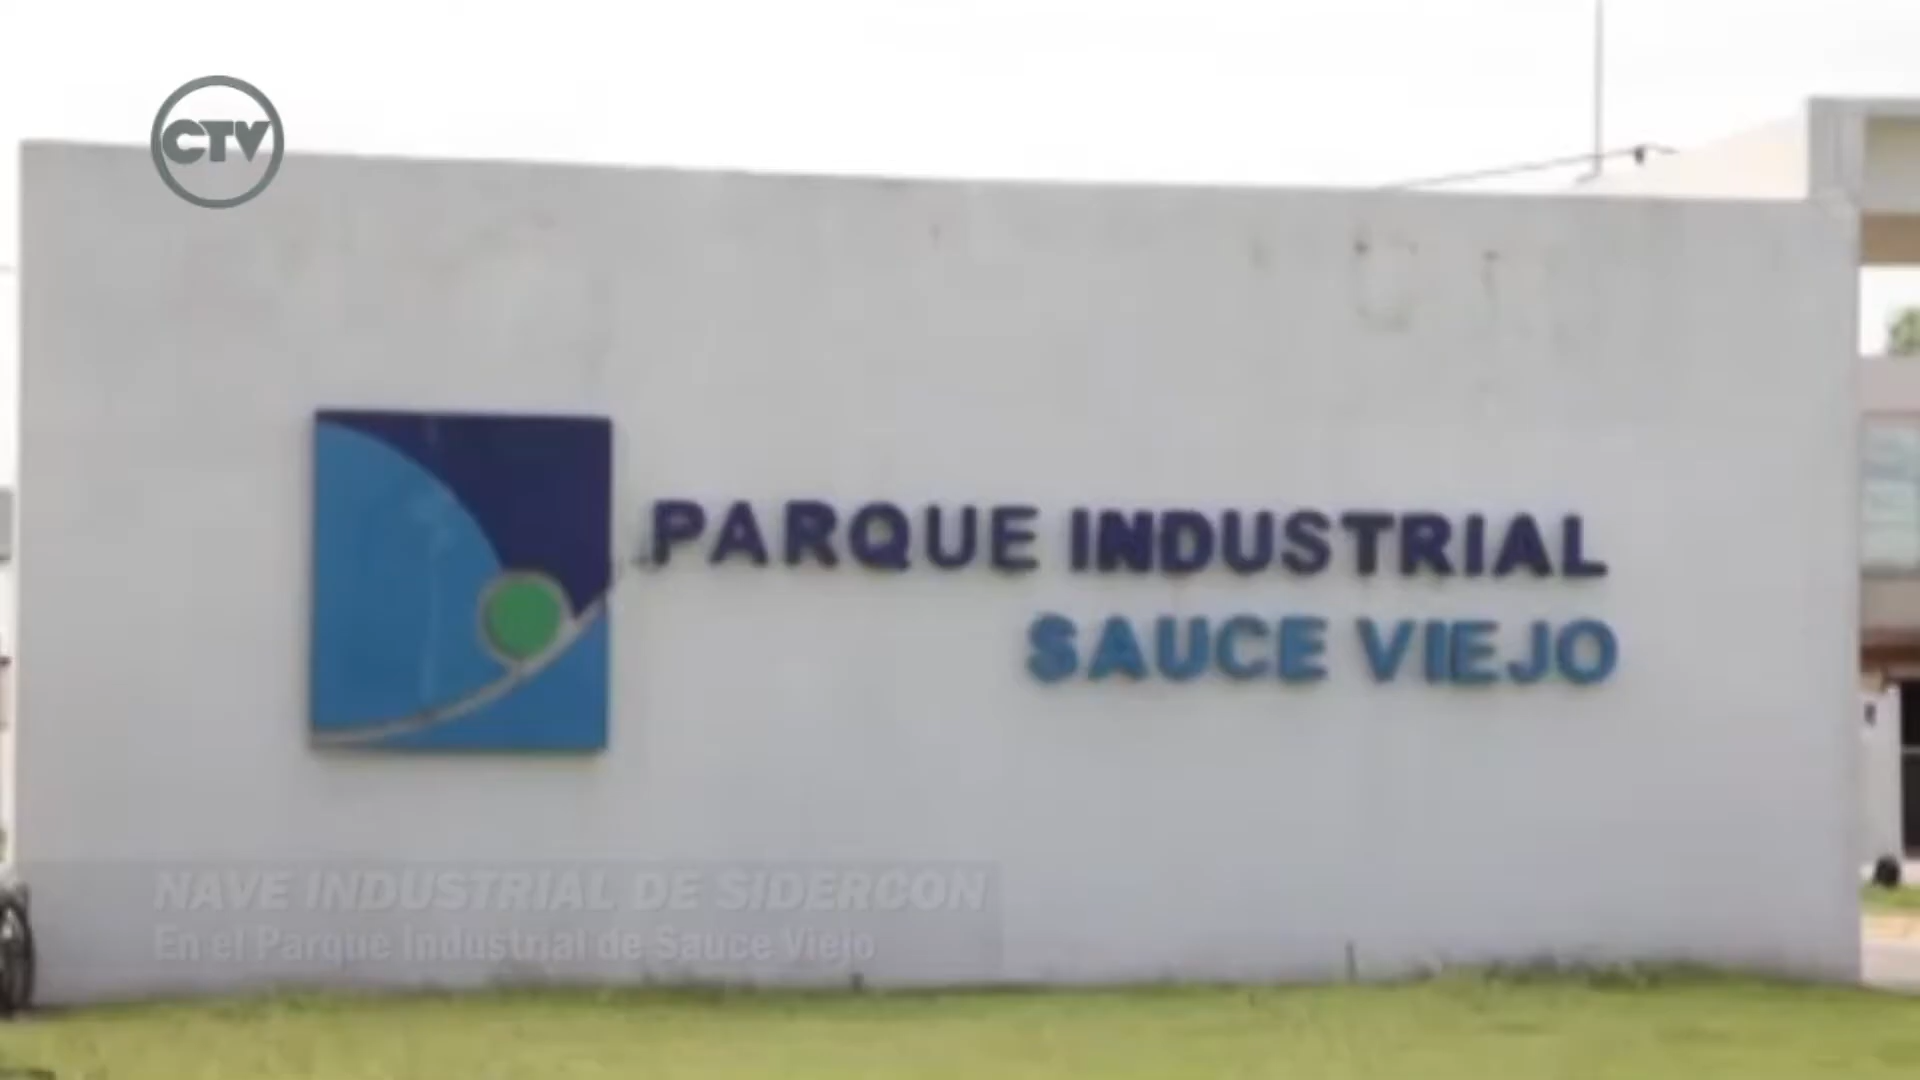 CTV
PARQUE INDUSTRIAL
SAUCE VIEJO
NAVE INDUSTRIAL DE SIDERCON
En el Parque Industrial de Sauce Viejo